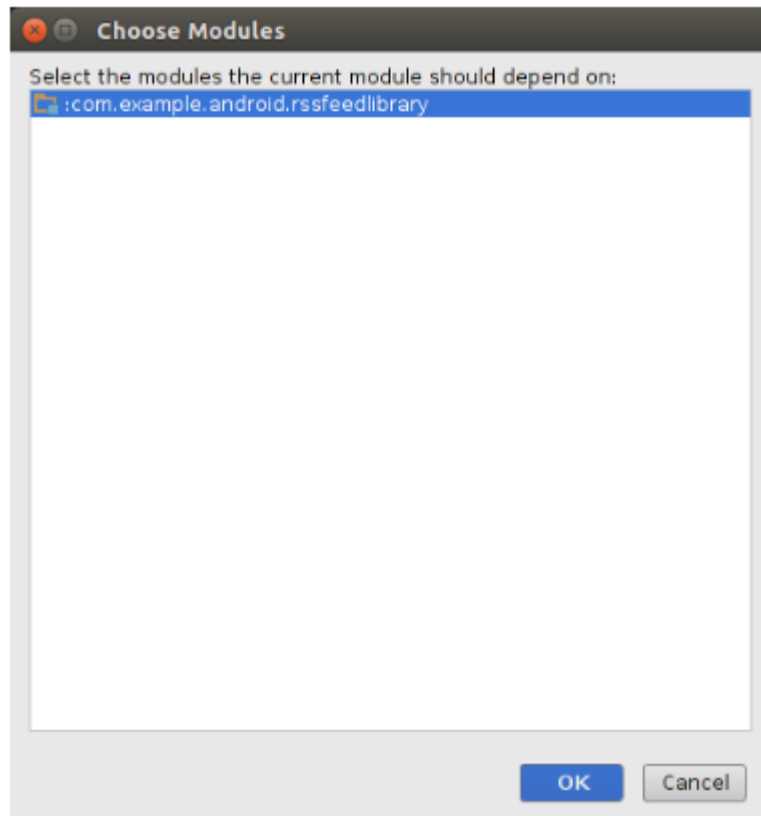 Choose Modules
Select the modules the current module should depend on:
:com.example.android.rssfeedlibrary
OK Cancel